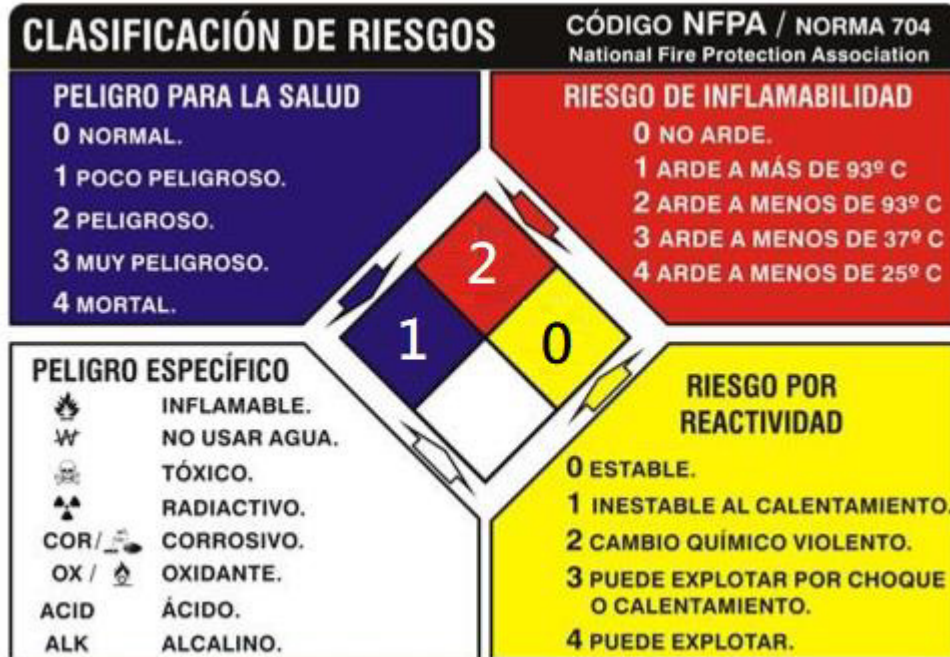 CLASIFICACIÓN DE RIESGOS
CÓDIGO NFPA / NORMA 704
National Fire Protection Association
PELIGRO PARA LA SALUD
0 NORMAL.
1 POCO PELIGROSO.
2 PELIGROSO.
3 MUY PELIGROSO.
4 MORTAL.
RIESGO DE INFLAMABILIDAD
0 NO ARDE.
1 ARDE A MÁS DE 93º C
2 ARDE A MENOS DE 93º C
3 ARDE A MENOS DE 37º C
4 ARDE A MENOS DE 25º C
2
1
0
PELIGRO ESPECÍFICO
INFLAMABLE.
W NO USAR AGUA.
TÓXICO.
RADIACTIVO.
COR/ CORROSIVO.
OX / OXIDANTE.
ACID ÁCIDO.
ALK ALCALINO.
RIESGO POR
REACTIVIDAD
0 ESTABLE.
1 INESTABLE AL CALENTAMIENTO.
2 CAMBIO QUÍMICO VIOLENTO.
3 PUEDE EXPLOTAR POR CHOQUE
O CALENTAMIENTO.
4 PUEDE EXPLOTAR.